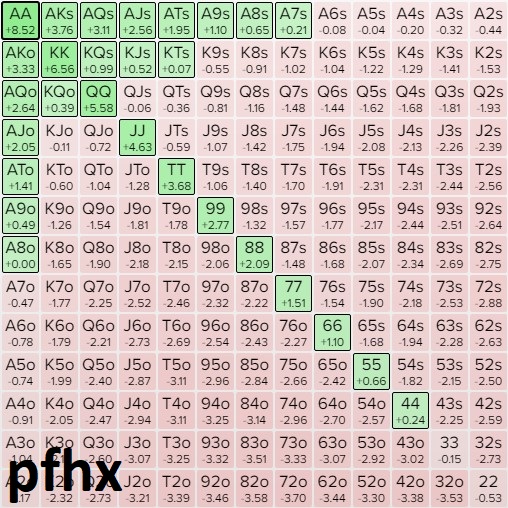 AA AKs AQs AJs ATs A9s A8s A7s A6s A5s A4s A3s A2s
+8.52 +3.76 +3.11 +2.56 +1.95 +1.10 +0.65 +0.21 -0.08 -0.04 -0.20 -0.32 -0.44
AKo KK KQs KJs KTs K9s K8s K7s K6s K5s K4s K3s K2s
+3.33 +6.56 +0.99 +0.52 +0.07 -0.55 -0.91 -1.02 -1.04 -1.22 -1.29 -1.41 -1.53
AQo KQo QQ QJs QTs Q9s Q8s Q7s Q6s Q5s Q4s Q3s Q2s
+2.64 +0.39 +5.58 -0.06 -0.36 -0.81 -1.16 -1.48 -1.44 -1.62 -1.68 -1.81 -1.93
AJo KJo QJo JJ JTs J9s J8s J7s J6s J5s J4s J3s J2s
+2.05 -0.11 -0.72 +4.63 -0.59 -1.07 -1.42 -1.75 -1.94 -2.08 -2.13 -2.26 -2.39
ATo KTo QTo JTo TT T9s T8s T7s T6s T5s T4s T3s T2s
+1.41 -0.60 -1.04 -1.28 +3.68 -1.06 -1.40 -1.70 -1.91 -2.31 -2.31 -2.44 -2.56
A9o K9o Q9o J9o T9o 99 98s 97s 96s 95s 94s 93s 92s
+0.49 -1.26 -1.54 -1.81 -1.78 +2.77 -1.32 -1.57 -1.77 -2.17 -2.44 -2.51 -2.64
A8o K8o Q8o J8o T8o 98o 88 87s 86s 85s 84s 83s 82s
+0.00 -1.65 -1.90 -2.18 -2.15 -2.06 +2.09 -1.48 -1.68 -2.07 -2.34 -2.69 -2.75
A7o K7o Q7o J7o T7o 97o 87o 77 76s 75s 74s 73s 72s
-0.47 -1.77 -2.25 -2.52 -2.46 -2.32 -2.22 +1.51 -1.54 -1.90 -2.18 -2.53 -2.88
A6o K6o Q6o J6o T6o 96o 86o 76o 66 65s 64s 63s 62s
-0.78 -1.79 -2.21 -2.73 -2.69 -2.54 -2.43 -2.27 +1.10 -1.68 -1.94 -2.28 -2.63
A5o K5o Q5o J5o T5o 95o 85o 75o 65o 55 54s 53s 52s
-0.74 -1.99 -2.40 -2.87 -3.11 -2.96 -2.84 -2.66 -2.42 +0.66 -1.82 -2.15 -2.50
A4o K4o Q4o J4o T4o 94o 84o 74o 64o 54o 44 43s 42s
-0.91 -2.05 -2.47 -2.94 -3.11 -3.25 -3.14 -2.96 -2.70 -2.57 +0.24 -2.25 -2.59
A3o K3o Q3o J3o T3o 93o 83o 73o 63o 53o 43o 33 32s
-2.60 -3.07 -3.25 -3.32 -3.51 -3.33 -3.07 -2.92 -3.02 -0.15 -2.73
J2o T2o 92o 82o 72o 62o 52o 42o 32o 22
-2.32 -2.73 -3.21 -3.39 -3.46 -3.58 -3.70 -3.44 -3.30 -3.38 -3.53 -0.53
pfhx